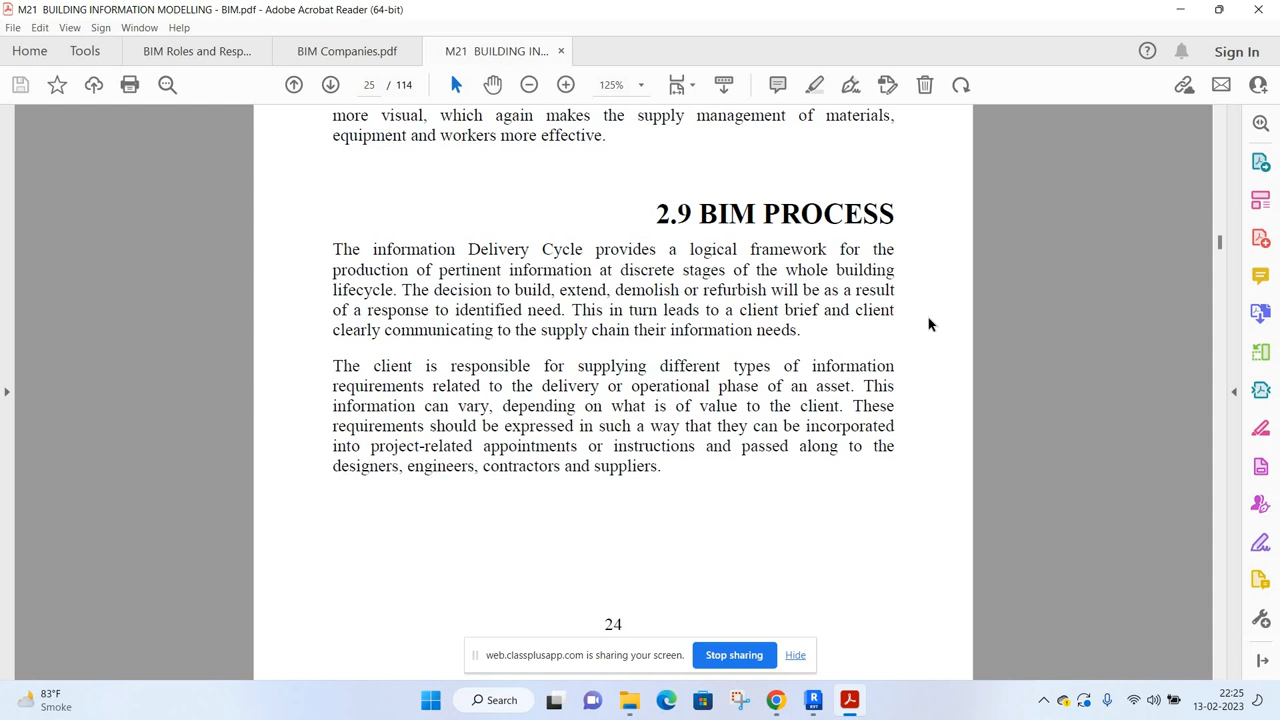 M21 BUILDING INFORMATION MODELLING - BIM.pdf - Adobe Acrobat Reader (64-bit)
File Edit View Sign Window Help
Home Tools BIM Roles and Resp... BIM Companies.pdf M21 BUILDING IN... × Sign In
25 / 114 125%
more visual, which again makes the supply management of materials,
equipment and workers more effective.
2.9 BIM PROCESS
The information Delivery Cycle provides a logical framework for the
production of pertinent information at discrete stages of the whole building
lifecycle. The decision to build, extend, demolish or refurbish will be as a result
of a response to identified need. This in turn leads to a client brief and client
clearly communicating to the supply chain their information needs.
The client is responsible for supplying different types of information
requirements related to the delivery or operational phase of an asset. This
information can vary, depending on what is of value to the client. These
requirements should be expressed in such a way that they can be incorporated
into project-related appointments or instructions and passed along to the
designers, engineers, contractors and suppliers.
24
web.classplusapp.com is sharing your screen. Stop sharing Hide
83°F
Smoke
Search
22:25
13-02-2023